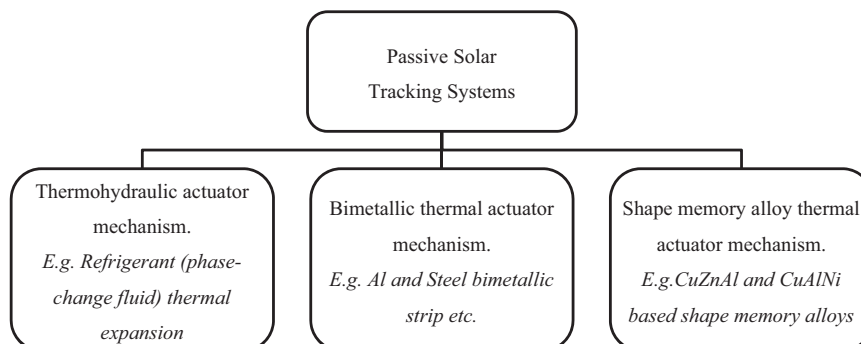 Passive Solar
Tracking Systems
Thermohydraulic actuator
mechanism.
E.g. Refrigerant (phase-
change fluid) thermal
expansion
Bimetallic thermal actuator
mechanism.
E.g. Al and Steel bimetallic
strip etc.
Shape memory alloy thermal
actuator mechanism.
E.g.CuZnAl and CuAlNi
based shape memory alloys